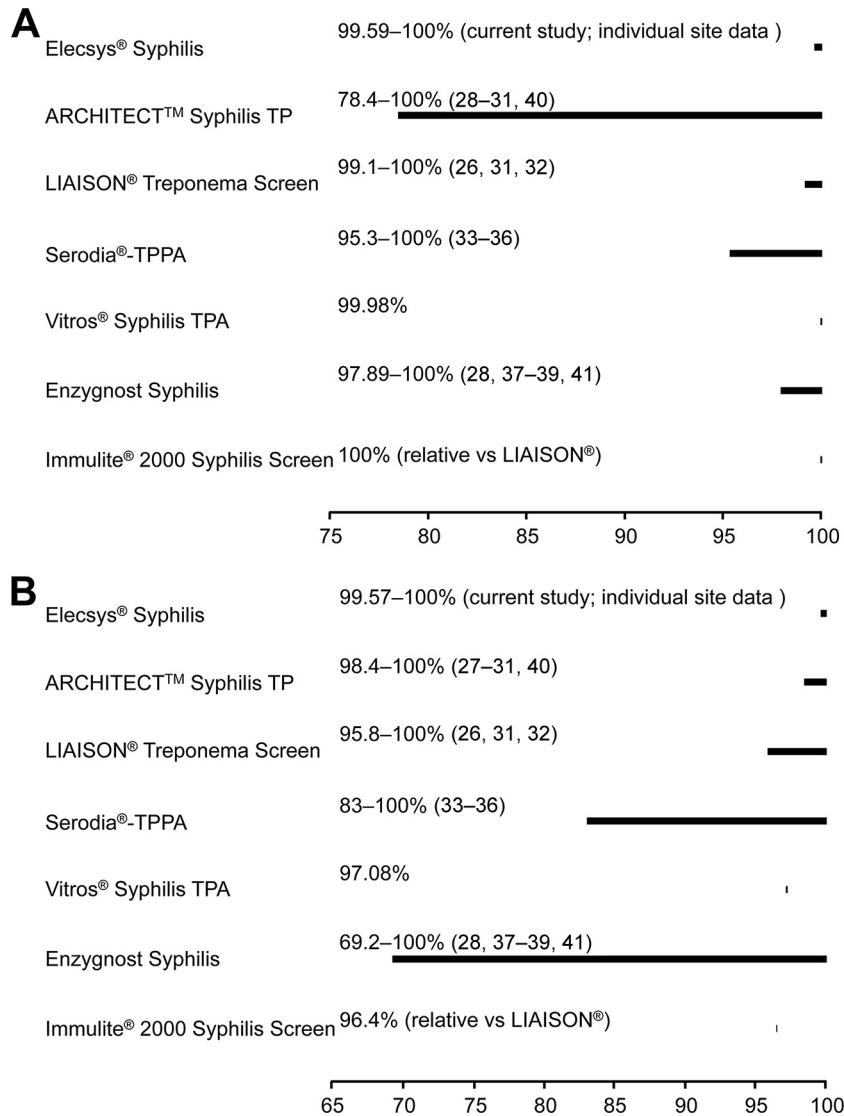 A
99.59–100% (current study; individual site data )
Elecsys® Syphilis
78.4–100% (28–31, 40)
ARCHITECT™ Syphilis TP
99.1–100% (26, 31, 32)
LIAISON® Treponema Screen
95.3–100% (33–36)
Serodia®-TPPA
99.98%
Vitros® Syphilis TPA
97.89–100% (28, 37–39, 41)
Enzygnost Syphilis
Immulite® 2000 Syphilis Screen 100% (relative vs LIAISON®)
75 80 85 90 95 100
B
99.57–100% (current study; individual site data )
Elecsys® Syphilis
98.4–100% (27–31, 40)
ARCHITECT™ Syphilis TP
95.8–100% (26, 31, 32)
LIAISON® Treponema Screen
83–100% (33–36)
Serodia®-TPPA
97.08%
Vitros® Syphilis TPA
69.2–100% (28, 37–39, 41)
Enzygnost Syphilis
Immulite® 2000 Syphilis Screen 96.4% (relative vs LIAISON®)
65 70 75 80 85 90 95 100